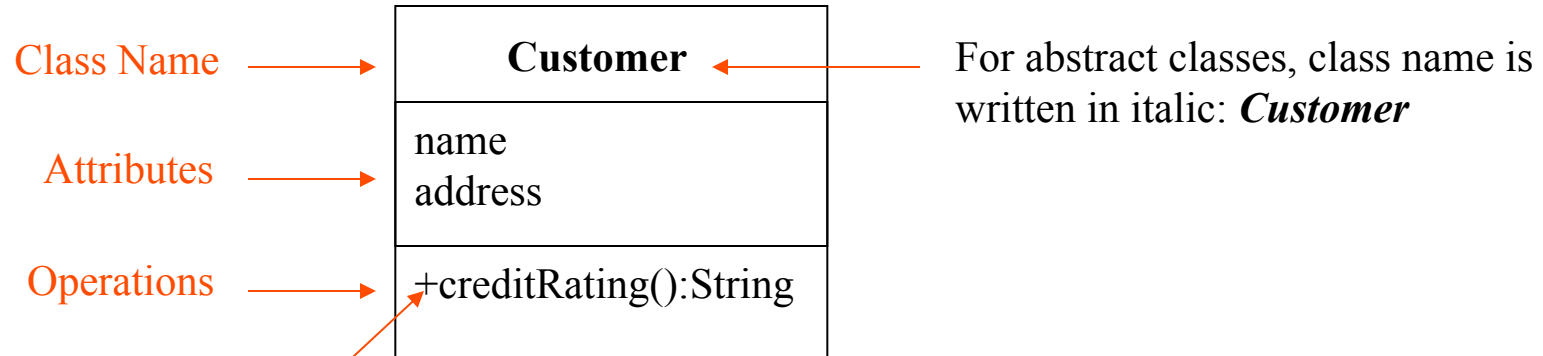 Class Name
Customer
For abstract classes, class name is
written in italic: Customer
Attributes
name
address
Operations
+creditRating():String